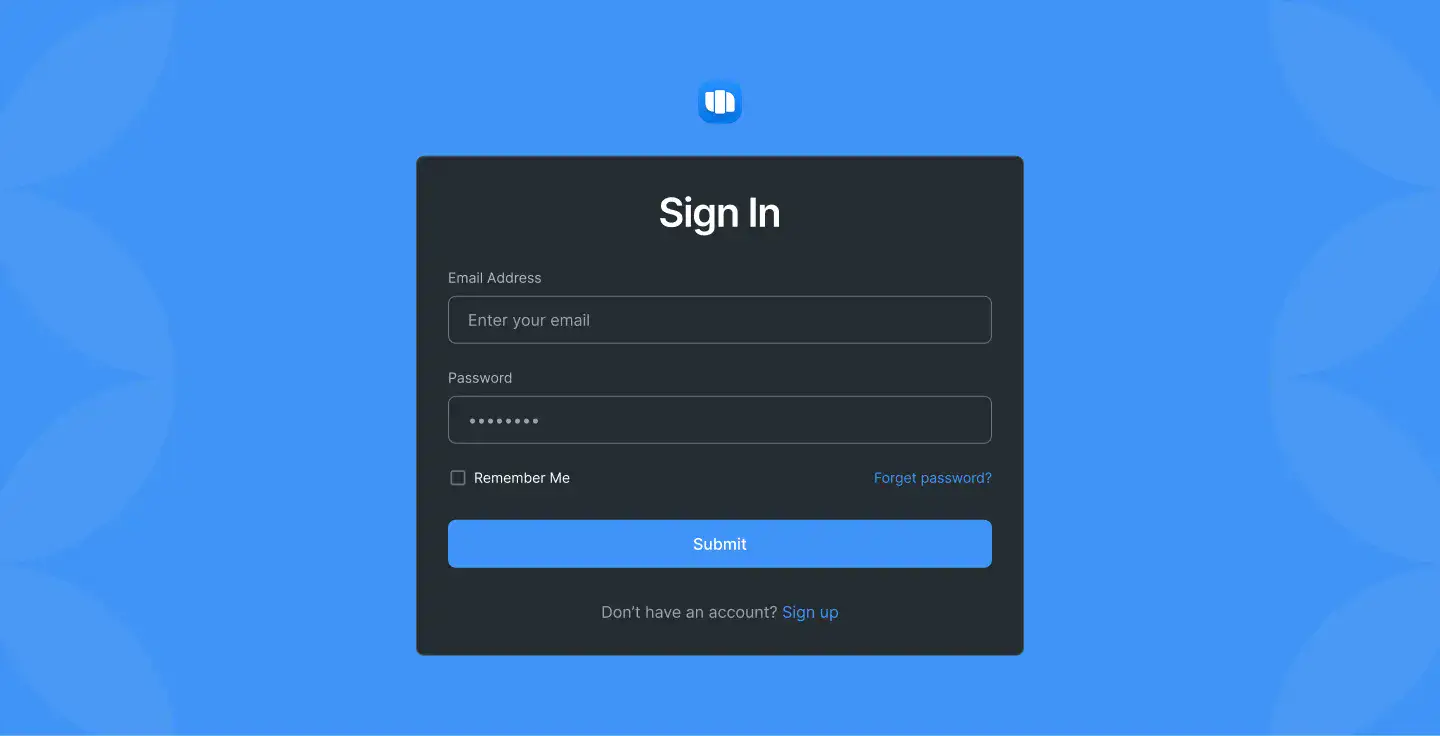 Sign In
Email Address
Enter your email
Password
••••••••
Remember Me
Forget password?
Submit
Don’t have an account? Sign up